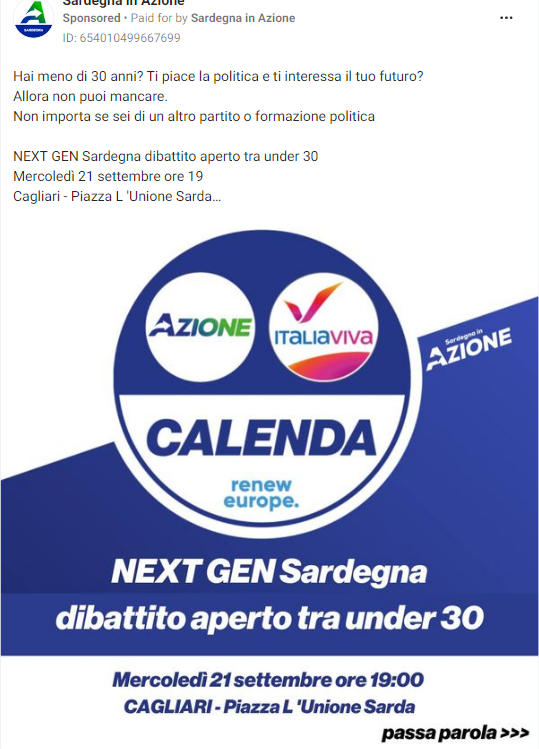 Sardegna in Azione
Sponsored • Paid for by Sardegna in Azione
ID: 654010499667699
Hai meno di 30 anni? Ti piace la politica e ti interessa il tuo futuro?
Allora non puoi mancare.
Non importa se sei di un altro partito o formazione politica
NEXT GEN Sardegna dibattito aperto tra under 30
Mercoledì 21 settembre ore 19
Cagliari - Piazza L 'Unione Sarda...
AZIONE
ITALIAVIVA
Sardegna in
AZIONE
CALENDA
renew
europe.
NEXT GEN Sardegna
dibattito aperto tra under 30
Mercoledì 21 settembre ore 19:00
CAGLIARI - Piazza L 'Unione Sarda
passa parola >>>